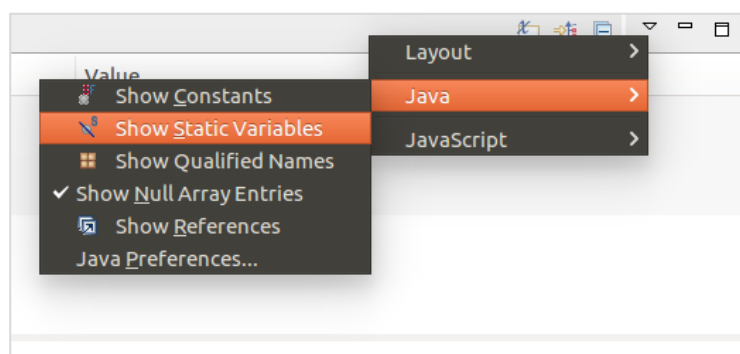 Value
Layout
Java
JavaScript
Show Constants
Show Static Variables
Show Qualified Names
Show Null Array Entries
Show References
Java Preferences...